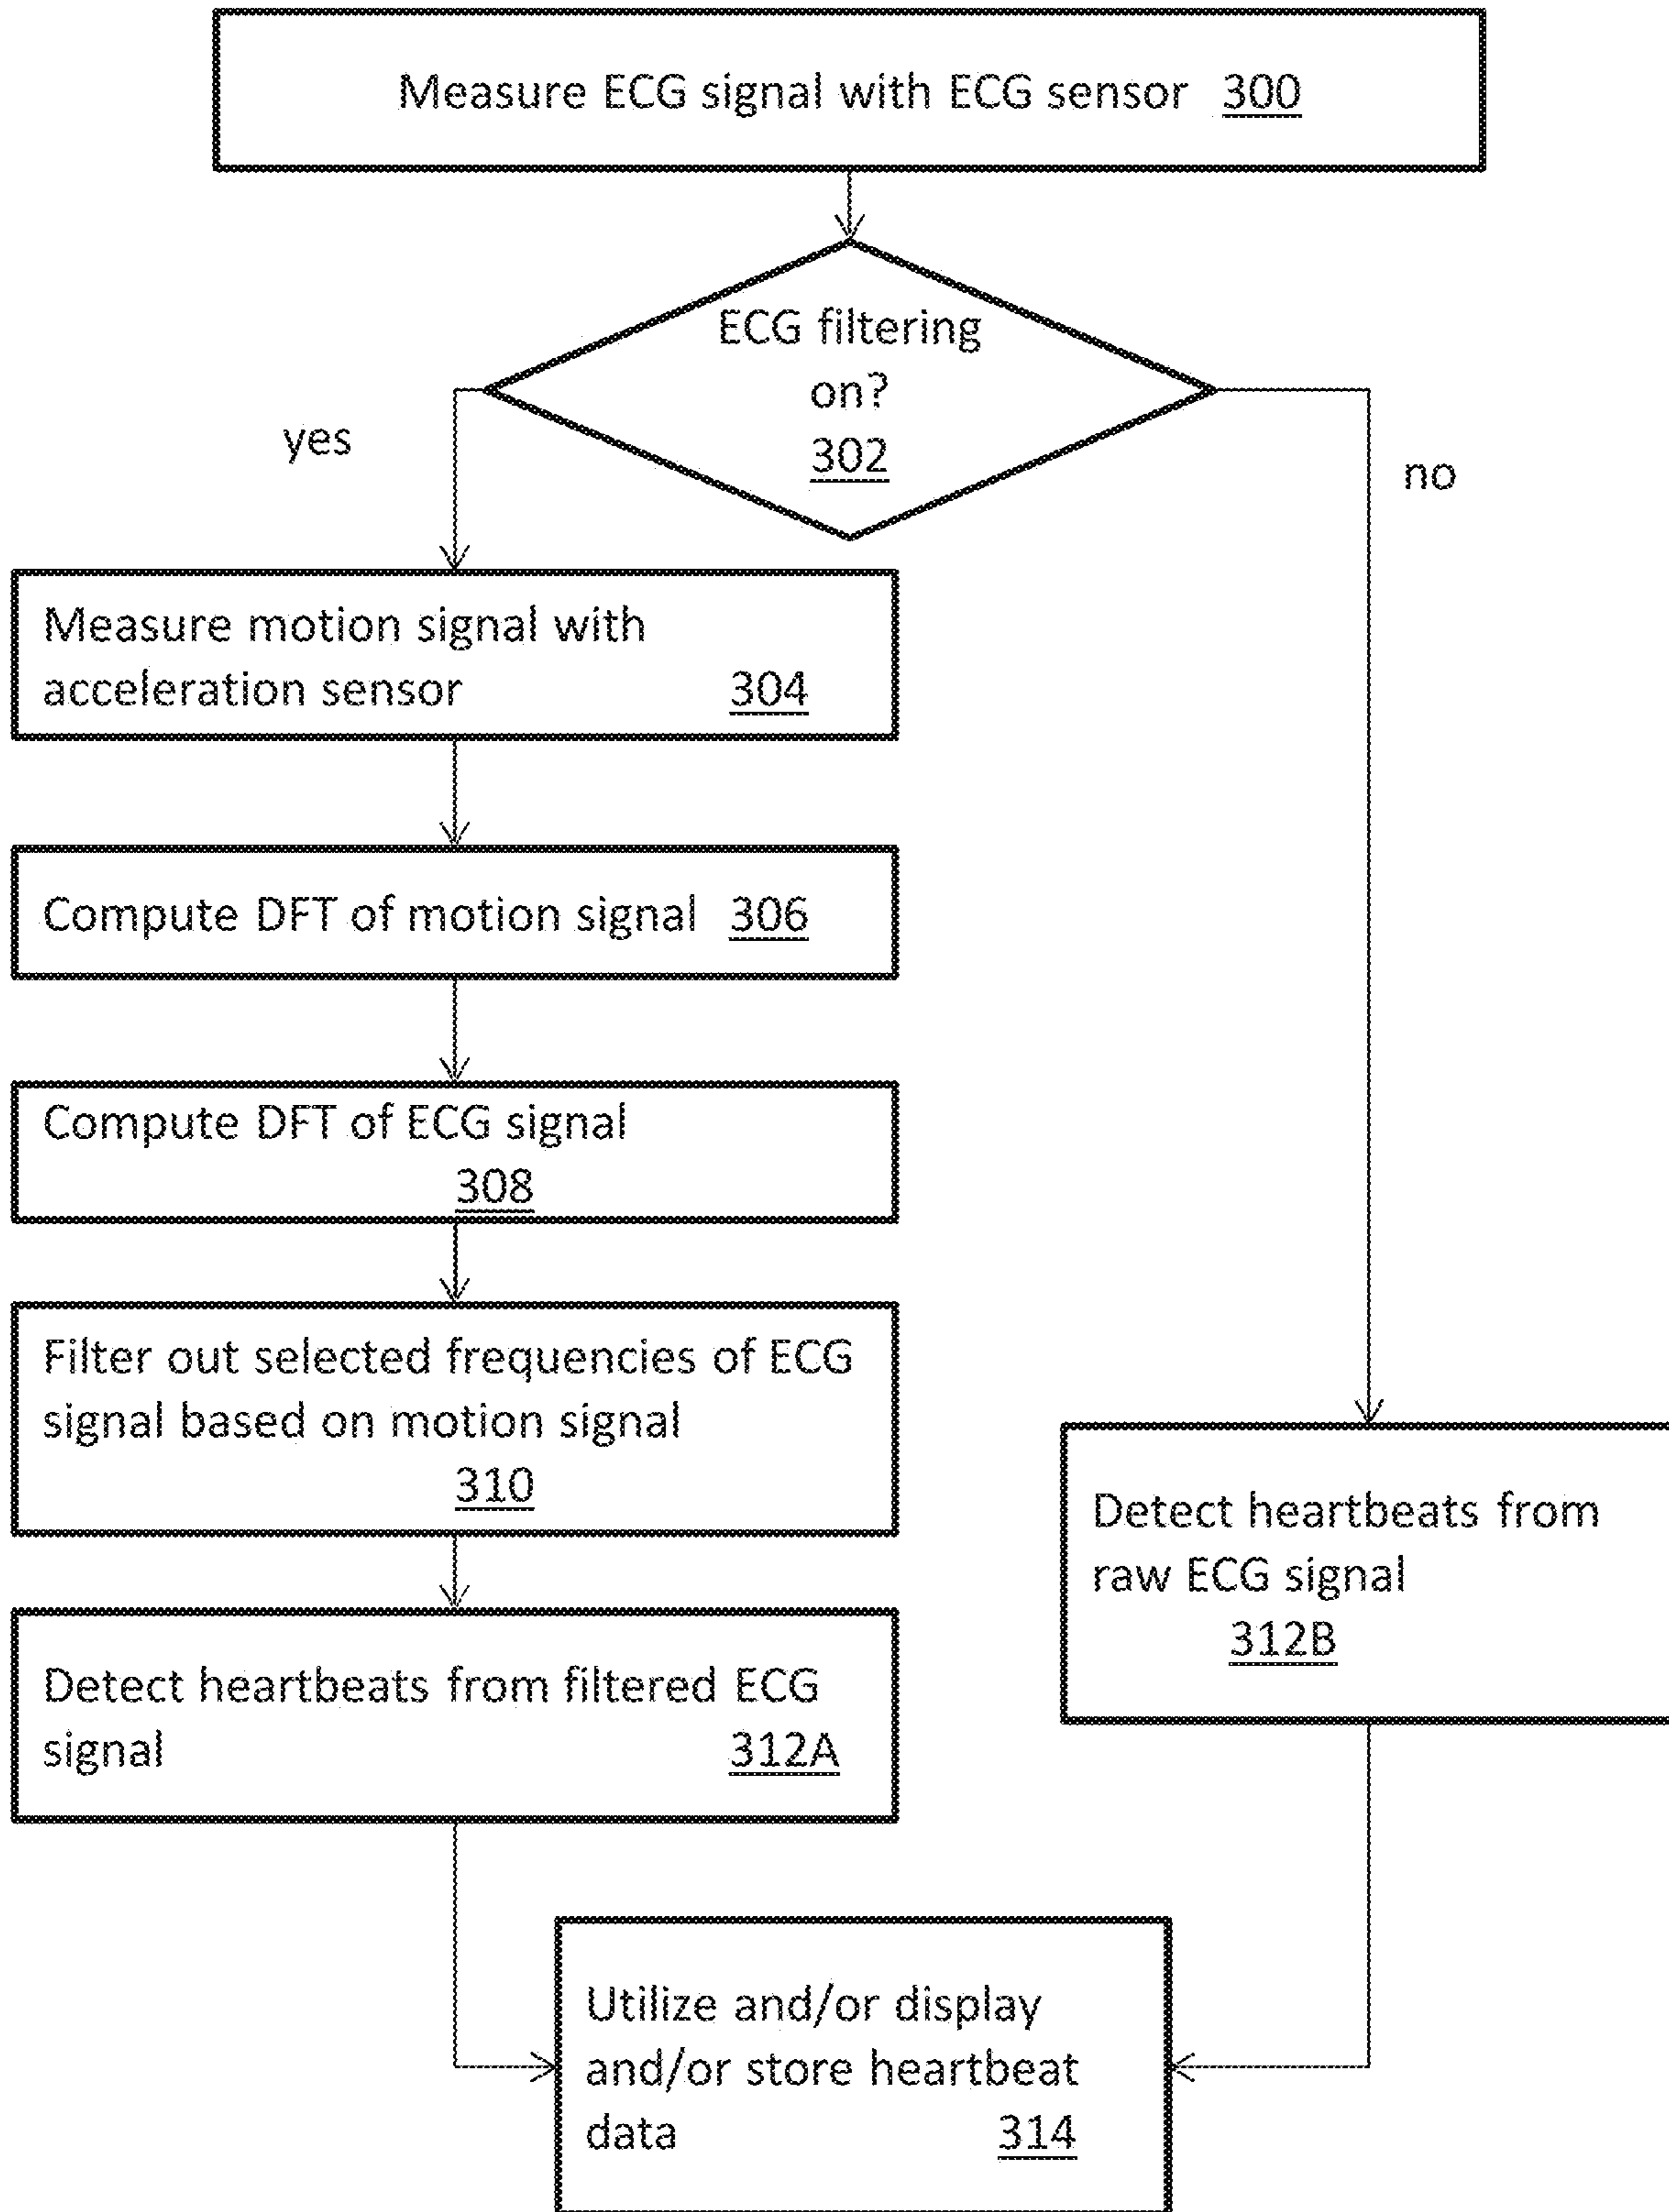 Measure ECG signal with ECG sensor 300
ECG filtering
on?
302
yes
no
Measure motion signal with
acceleration sensor 304
Compute DFT of motion signal 306
Compute DFT of ECG signal
308
Filter out selected frequencies of ECG
signal based on motion signal
310
Detect heartbeats from
raw ECG signal
312B
Detect heartbeats from filtered ECG
signal 312A
Utilize and/or display
and/or store heartbeat
data 314